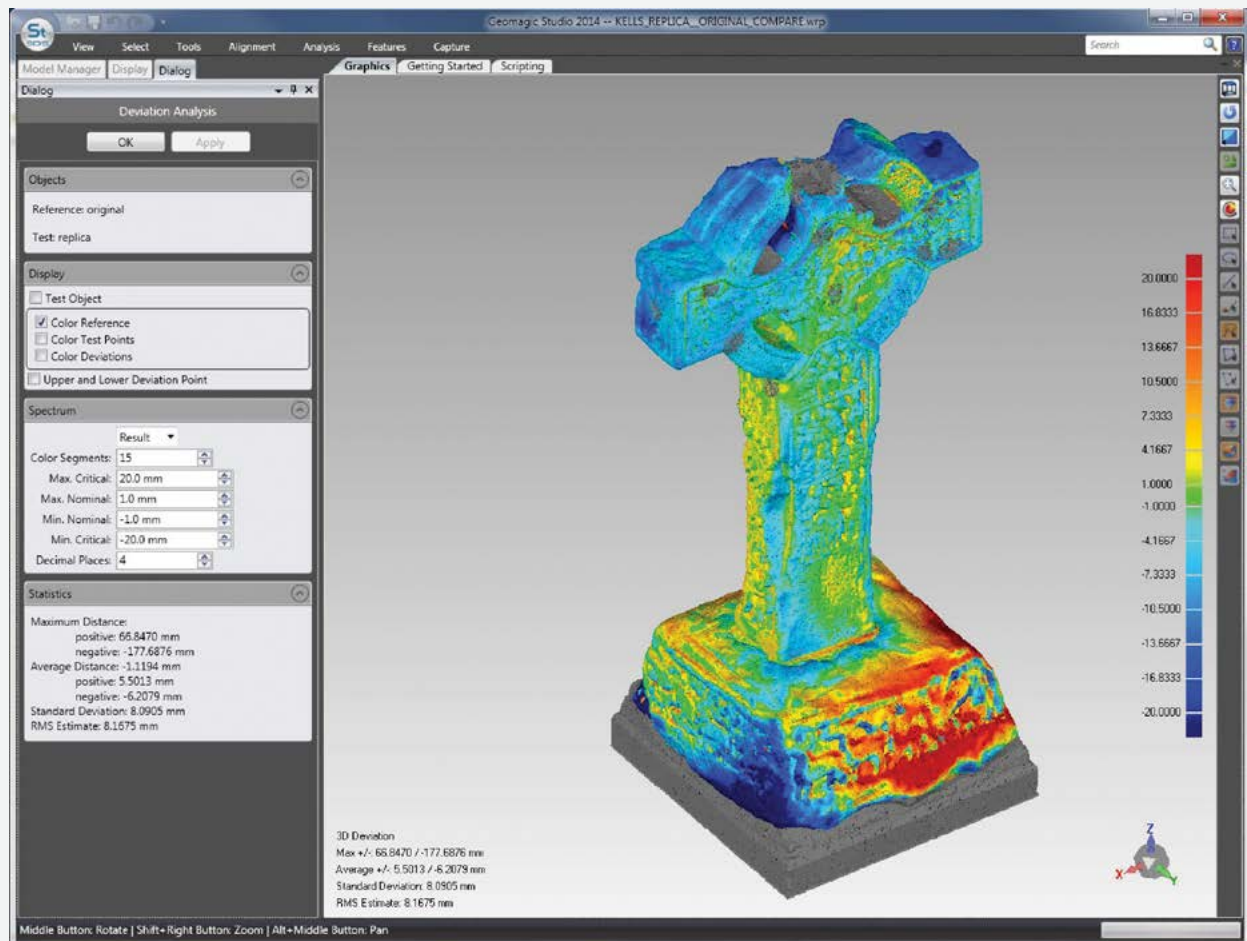 Geomagic Studio 2014 -- KELLS_REPLICA__ORIGINAL_COMPARE.wrp
St
3DS
View Select Tools Alignment Analysis Features Capture
Search
Model Manager Display Dialog
Graphics Getting Started Scripting
Dialog
Deviation Analysis
OK Apply
Objects
Reference: original
Test: replica
Display
Test Object
Color Reference
Color Test Points
Color Deviations
Upper and Lower Deviation Point
Spectrum
Result
Color Segments: 15
Max. Critical: 20.0 mm
Max. Nominal: 1.0 mm
Min. Nominal: -1.0 mm
Min. Critical: -20.0 mm
Decimal Places: 4
Statistics
Maximum Distance:
positive: 66.8470 mm
negative: -177.6876 mm
Average Distance: -1.1194 mm
positive: 5.5013 mm
negative: -6.2079 mm
Standard Deviation: 8.0905 mm
RMS Estimate: 8.1675 mm
20.0000
16.8333
13.6667
10.5000
7.3333
4.1667
1.0000
-1.0000
-4.1667
-7.3333
-10.5000
-13.6667
-16.8333
-20.0000
3D Deviation
Max +/-: 66.8470 / -177.6876 mm
Average +/-: 5.5013 / -6.2079 mm
Standard Deviation: 8.0905 mm
RMS Estimate: 8.1675 mm
Z
X
Y
Middle Button: Rotate | Shift+Right Button: Zoom | Alt+Middle Button: Pan